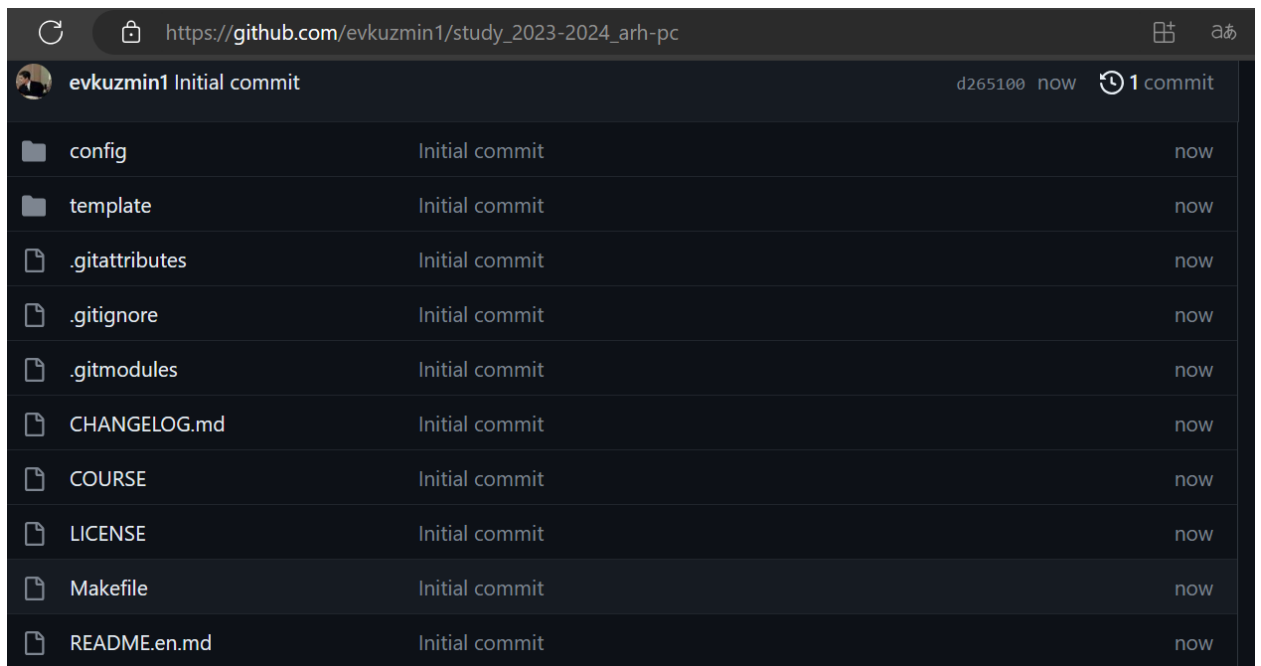 https://github.com/evkuzmin1/study_2023-2024_arh-pc aあ
evkuzmin1 Initial commit d265100 now 1 commit
config Initial commit now
template Initial commit now
.gitattributes Initial commit now
.gitignore Initial commit now
.gitmodules Initial commit now
CHANGELOG.md Initial commit now
COURSE Initial commit now
LICENSE Initial commit now
Makefile Initial commit now
README.en.md Initial commit now